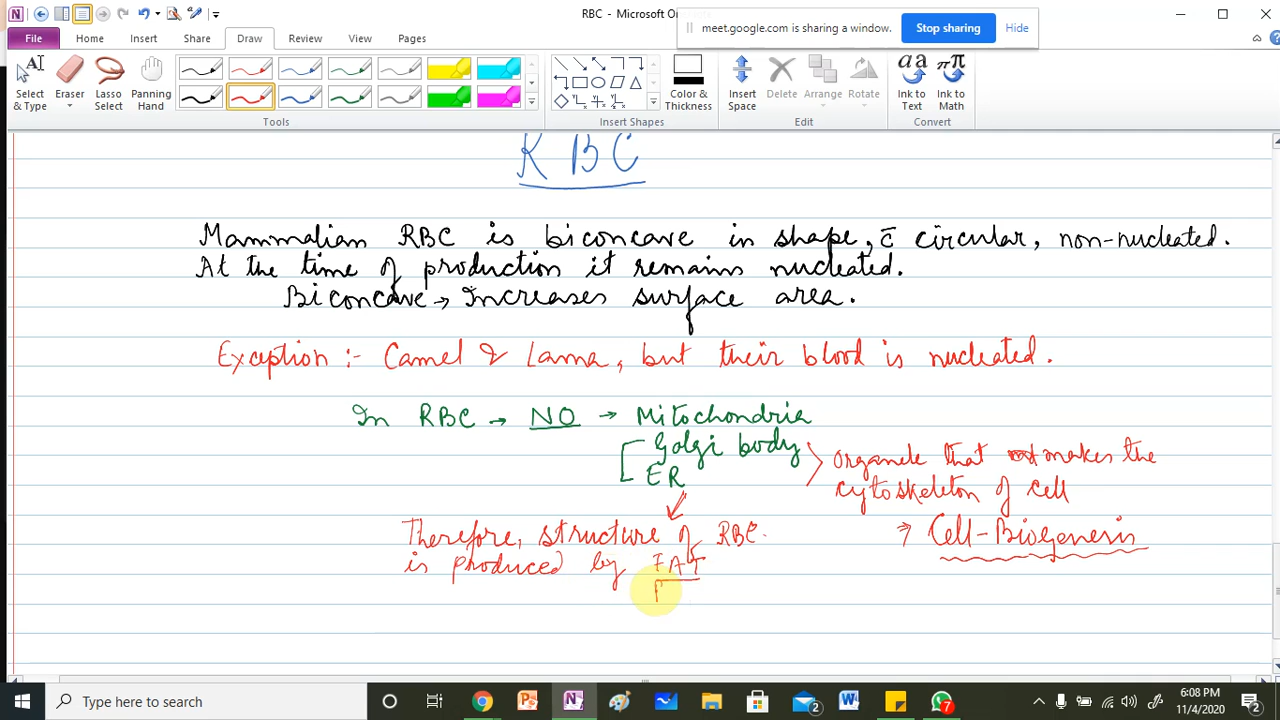 RBC - Microsoft On
meet.google.com is sharing a window. Stop sharing Hide
File Home Insert Share Draw Review View Pages
Select & Type Eraser Lasso Select Panning Hand Color & Thickness Insert Space Delete Arrange Rotate Ink to Text Ink to Math
Tools Insert Shapes Edit Convert
RBC
Mammalian RBC is biconcave in shape, c̄ circular, non-nucleated.
At the time of production it remains nucleated.
Biconcave → Increases surface area.
Exception :- Camel & Lama, but their blood is nucleated.
In RBC → NO → Mitochondria
Golgi body
ER
organele that makes the
cytoskeleton of cell
⇒ Cell-Biogenesis
Therefore, structure of RBC
is produced by FAT
P
Type here to search
2
7
6:08 PM
11/4/2020
2